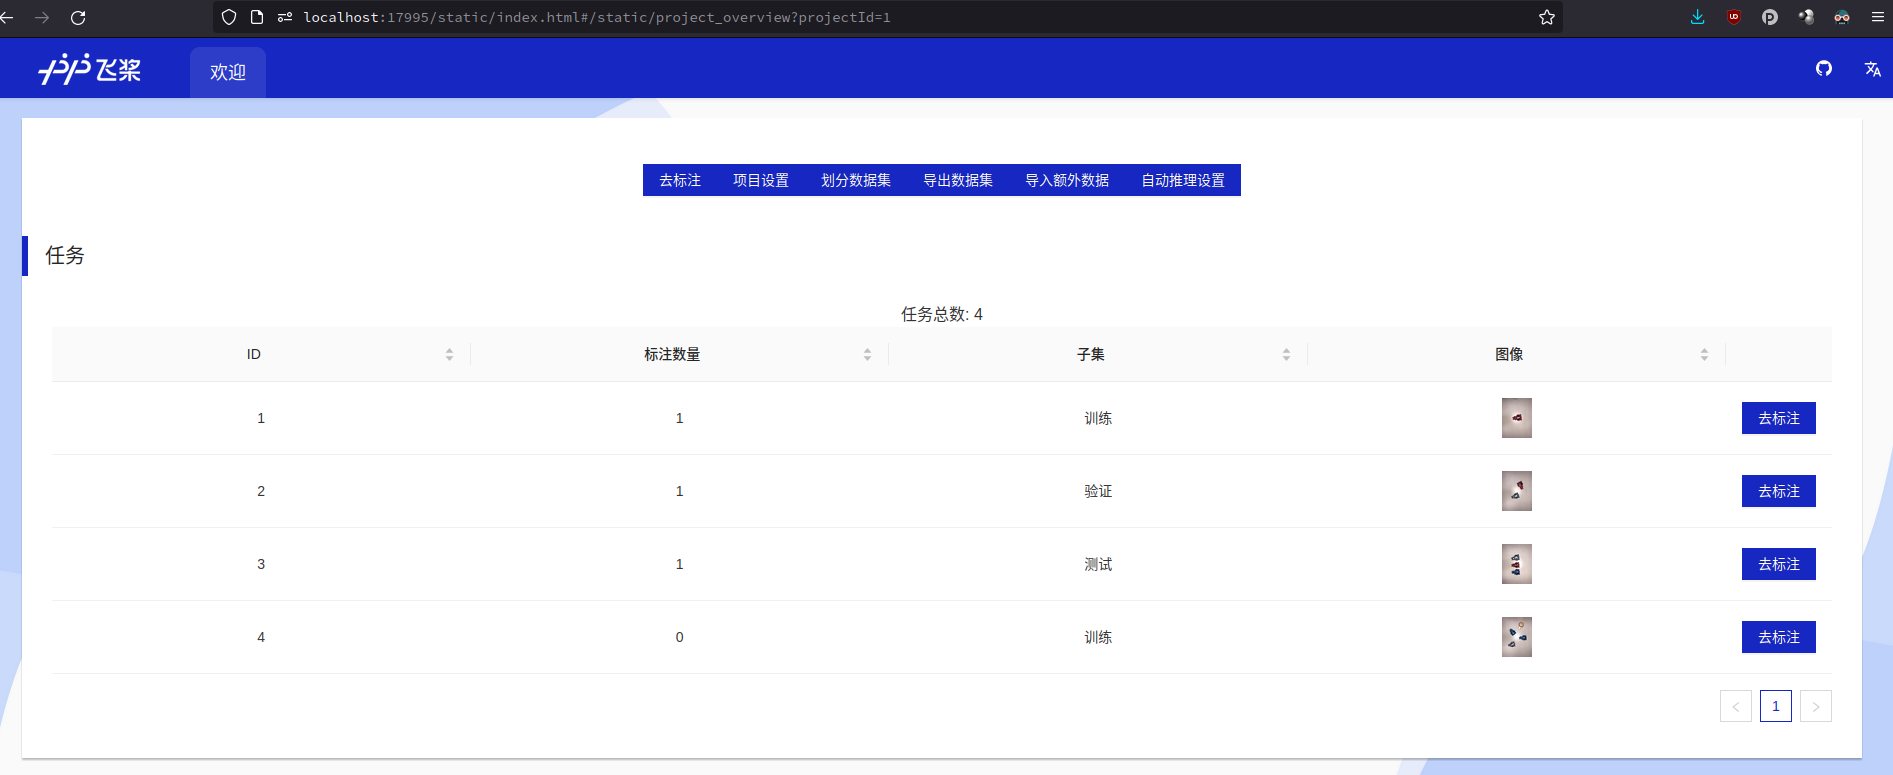 localhost:17995/static/index.html#/static/project_overview?projectId=1
飞桨 欢迎
去标注 项目设置 划分数据集 导出数据集 导入额外数据 自动推理设置
任务
任务总数: 4
ID 标注数量 子集 图像
1 1 训练 去标注
2 1 验证 去标注
3 1 测试 去标注
4 0 训练 去标注
< 1 >